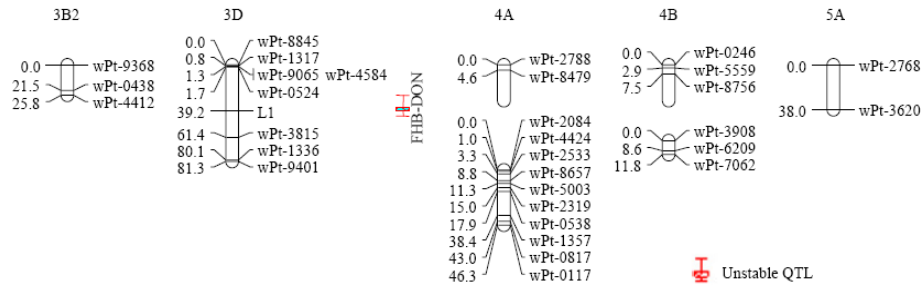 3B2
0.0 wPt-9368
21.5 wPt-0438
25.8 wPt-4412
3D
0.0 wPt-8845
0.8 wPt-1317
1.3 wPt-9065 wPt-4584
1.7 wPt-0524
39.2 L1
61.4 wPt-3815
80.1 wPt-1336
81.3 wPt-9401
FHB-DON
4A
0.0 wPt-2788
4.6 wPt-8479
0.0 wPt-2084
1.0 wPt-4424
3.3 wPt-2533
8.8 wPt-8657
11.3 wPt-5003
15.0 wPt-2319
17.9 wPt-0538
38.4 wPt-1357
43.0 wPt-0817
46.3 wPt-0117
4B
0.0 wPt-0246
2.9 wPt-5559
7.5 wPt-8756
0.0 wPt-3908
8.6 wPt-6209
11.8 wPt-7062
5A
0.0 wPt-2768
38.0 wPt-3620
Unstable QTL